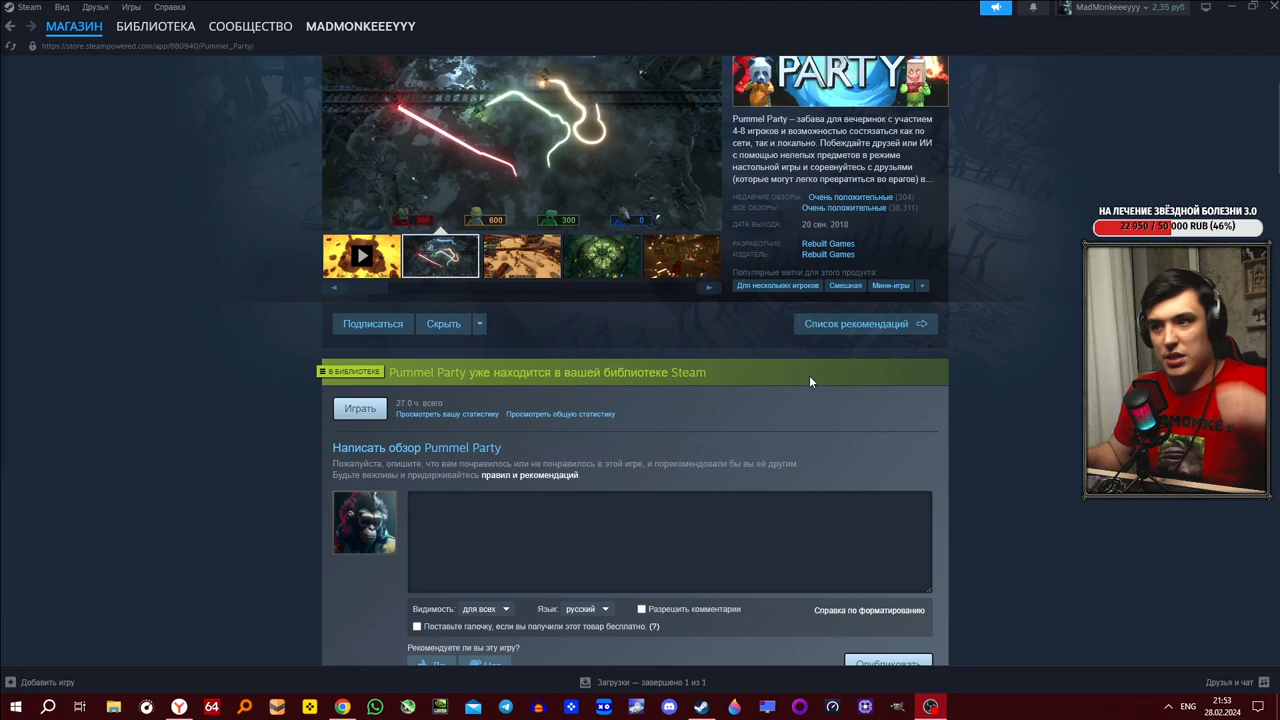 Steam Вид Друзья Игры Справка
MadMonkeeeyyy 2,35 руб
МАГАЗИН БИБЛИОТЕКА СООБЩЕСТВО MADMONKEEEYYY
https://store.steampowered.com/app/880940/Pummel_Party/
PARTY
Pummel Party – забава для вечеринок с участием
4-8 игроков и возможностью состязаться как по
сети, так и локально. Побеждайте друзей или ИИ
с помощью нелепых предметов в режиме
настольной игры и соревнуйтесь с друзьями
(которые могут легко превратиться во врагов) в...
НЕДАВНИЕ ОБЗОРЫ: Очень положительные (304)
ВСЕ ОБЗОРЫ: Очень положительные (38,311)
ДАТА ВЫХОДА: 20 сен. 2018
РАЗРАБОТЧИК: Rebuilt Games
ИЗДАТЕЛЬ: Rebuilt Games
Популярные метки для этого продукта:
Для нескольких игроков Смешная Мини-игры +
300 600 300 0
НА ЛЕЧЕНИЕ ЗВЁЗДНОЙ БОЛЕЗНИ 3.0
22 950 / 50 000 RUB (46%)
Подписаться Скрыть Список рекомендаций
В БИБЛИОТЕКЕ Pummel Party уже находится в вашей библиотеке Steam
Играть
27.0 ч. всего
Просмотреть вашу статистику Просмотреть общую статистику
Написать обзор Pummel Party
Пожалуйста, опишите, что вам понравилось или не понравилось в этой игре, и порекомендовали бы вы её другим.
Будьте вежливы и придерживайтесь правил и рекомендаций.
Видимость: для всех Язык: русский Разрешить комментарии Справка по форматированию
Поставьте галочку, если вы получили этот товар бесплатно. (?)
Рекомендуете ли вы эту игру?
Да Нет Опубликовать
Добавить игру Загрузки — завершено 1 из 1 Друзья и чат
64
ENG
21:53
28.02.2024